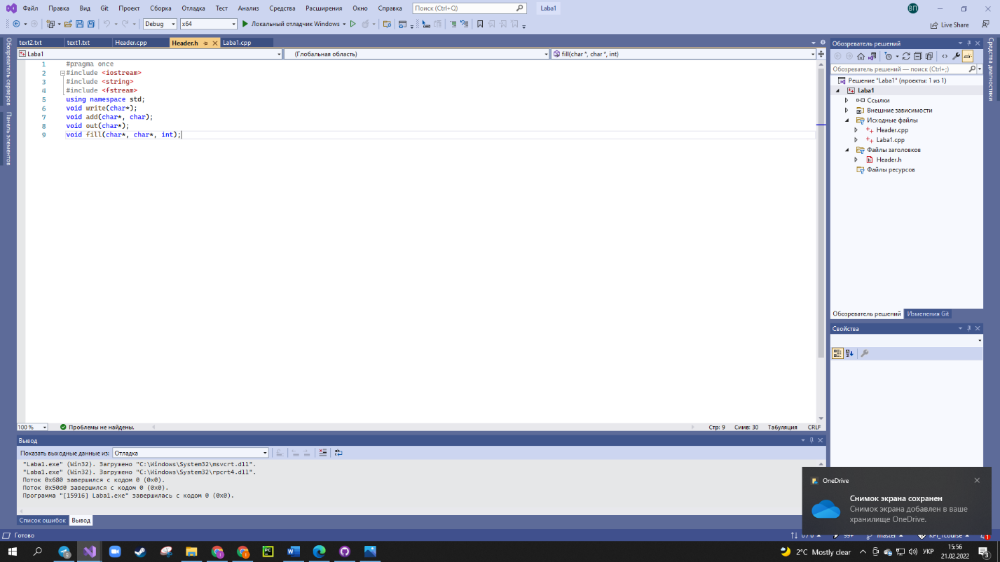 Файл Правка Вид Git Проект Сборка Отладка Тест Анализ Средства Расширения Окно Справка Поиск (Ctrl+Q) Laba1 ВП
Debug x64 Локальный отладчик Windows Live Share
Обозреватель серверов
Панель элементов
text2.txt text1.txt Header.cpp Header.h Laba1.cpp
Laba1 (Глобальная область) fill(char *, char *, int)
1 #pragma once
2 #include <iostream>
3 #include <string>
4 #include <fstream>
5 using namespace std;
6 void write(char*);
7 void add(char*, char);
8 void out(char*);
9 void fill(char*, char*, int);
100 % Проблемы не найдены. Стр: 9 Симв: 30 Табуляция CRLF
Вывод
Показать выходные данные из: Отладка
"Laba1.exe" (Win32). Загружено "C:\Windows\System32\msvcrt.dll".
"Laba1.exe" (Win32). Загружено "C:\Windows\System32\rpcrt4.dll".
Поток 0x680 завершился с кодом 0 (0x0).
Поток 0x50d0 завершился с кодом 0 (0x0).
Программа "[15916] Laba1.exe" завершилась с кодом 0 (0x0).
Список ошибок Вывод
Обозреватель решений
Обозреватель решений — поиск (Ctrl+;)
Решение "Laba1" (проекты: 1 из 1)
Laba1
Ссылки
Внешние зависимости
Исходные файлы
Header.cpp
Laba1.cpp
Файлы заголовков
Header.h
Файлы ресурсов
Обозреватель решений Изменения Git
Свойства
Средства диагностики
OneDrive
Снимок экрана сохранен
Снимок экрана добавлен в ваше
хранилище OneDrive.
Готово 0 / 0 99+ master KPI_1course 1
2°C Mostly clear УКР 15:56
21.02.2022 3